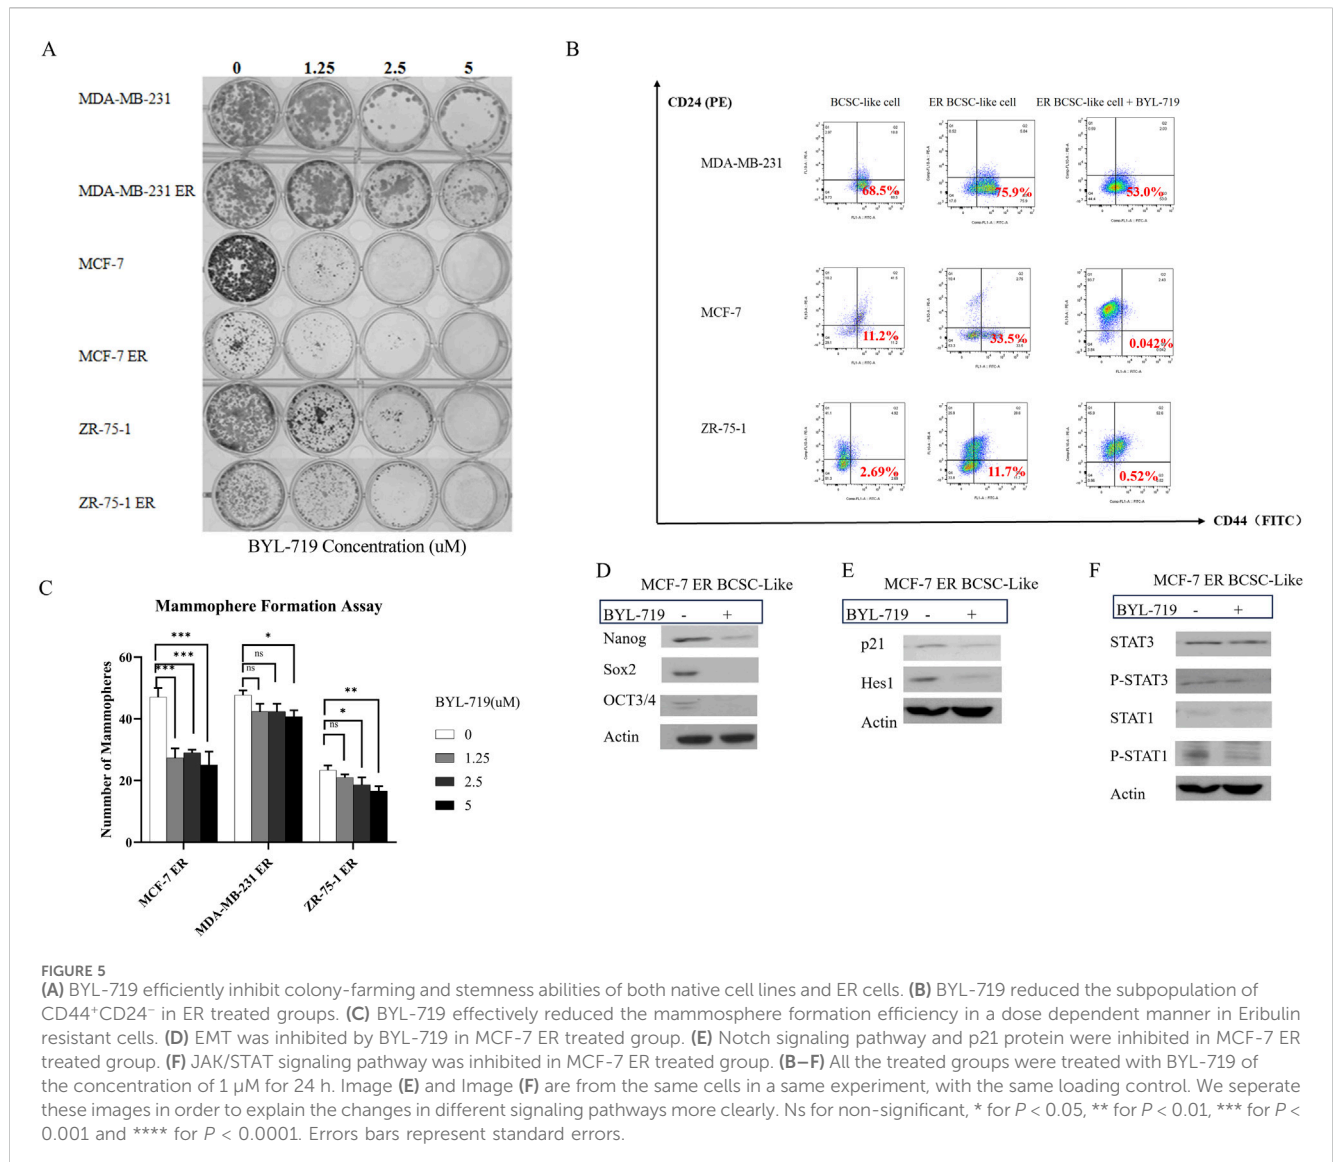 A
0 1.25 2.5 5
MDA-MB-231
MDA-MB-231 ER
MCF-7
MCF-7 ER
ZR-75-1
ZR-75-1 ER
BYL-719 Concentration (uM)
B
CD24 (PE)
BCSC-like cell ER BCSC-like cell ER BCSC-like cell + BYL-719
MDA-MB-231
68.5% 75.9% 53.0%
MCF-7
11.2% 33.5% 0.042%
ZR-75-1
2.69% 11.7% 0.52%
CD44（FITC）
C
Mammophere Formation Assay
Nummber of Mammopheres
60
40
20
0
*** *** ***
* ns ns
** * ns
MCF-7 ER
MDA-MB-231 ER
ZR-75-1 ER
BYL-719(uM)
0
1.25
2.5
5
D
MCF-7 ER BCSC-Like
BYL-719 - +
Nanog
Sox2
OCT3/4
Actin
E
MCF-7 ER BCSC-Like
BYL-719 - +
p21
Hes1
Actin
F
MCF-7 ER BCSC-Like
BYL-719 - +
STAT3
P-STAT3
STAT1
P-STAT1
Actin
FIGURE 5
(A) BYL-719 efficiently inhibit colony-farming and stemness abilities of both native cell lines and ER cells. (B) BYL-719 reduced the subpopulation of
CD44⁺CD24⁻ in ER treated groups. (C) BYL-719 effectively reduced the mammosphere formation efficiency in a dose dependent manner in Eribulin
resistant cells. (D) EMT was inhibited by BYL-719 in MCF-7 ER treated group. (E) Notch signaling pathway and p21 protein were inhibited in MCF-7 ER
treated group. (F) JAK/STAT signaling pathway was inhibited in MCF-7 ER treated group. (B–F) All the treated groups were treated with BYL-719 of
the concentration of 1 µM for 24 h. Image (E) and Image (F) are from the same cells in a same experiment, with the same loading control. We seperate
these images in order to explain the changes in different signaling pathways more clearly. Ns for non-significant, * for P < 0.05, ** for P < 0.01, *** for P <
0.001 and **** for P < 0.0001. Errors bars represent standard errors.